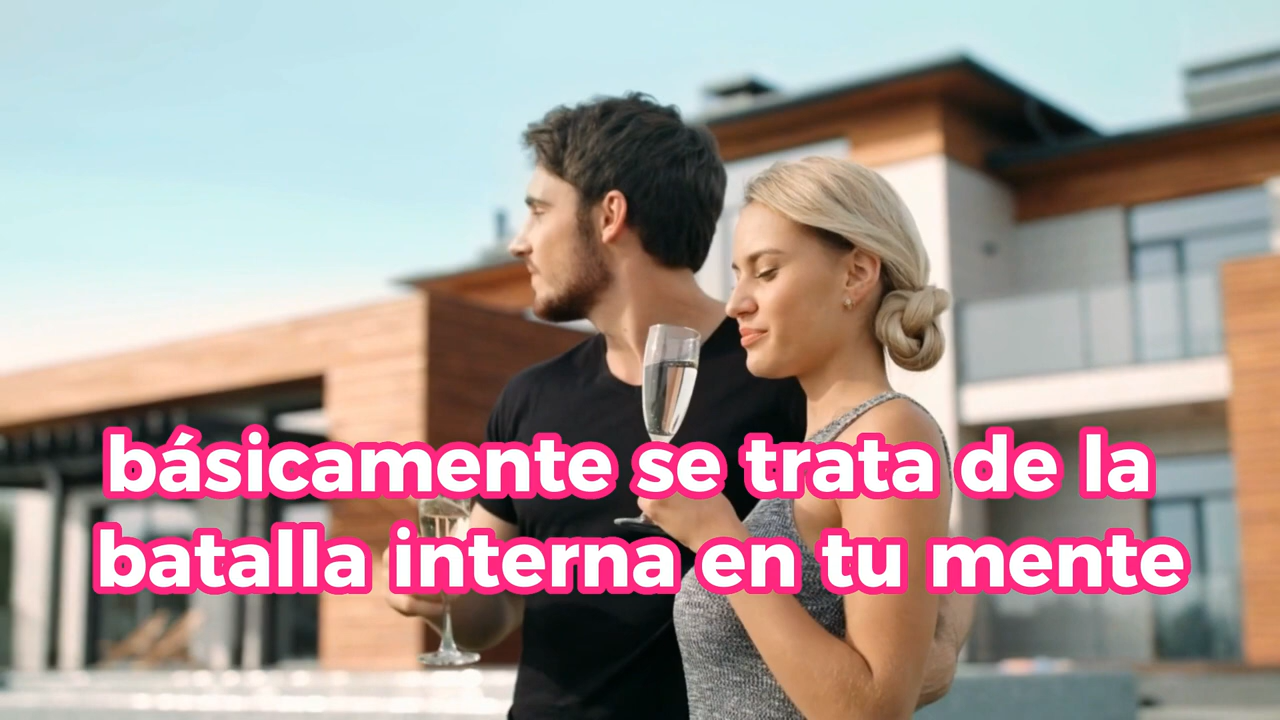 básicamente se trata de la
batalla interna en tu mente